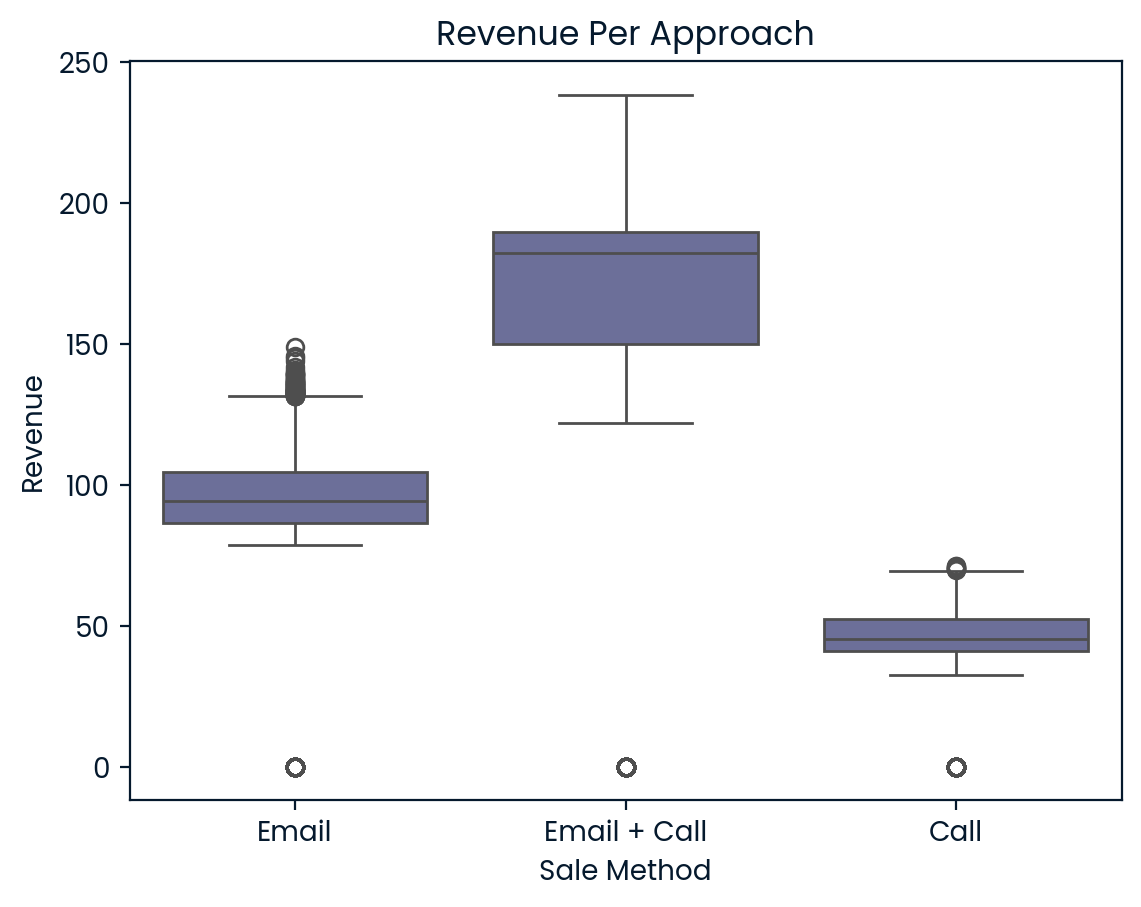 Revenue Per Approach
250
200
150
100
50
0
Revenue
Email
Email + Call
Call
Sale Method